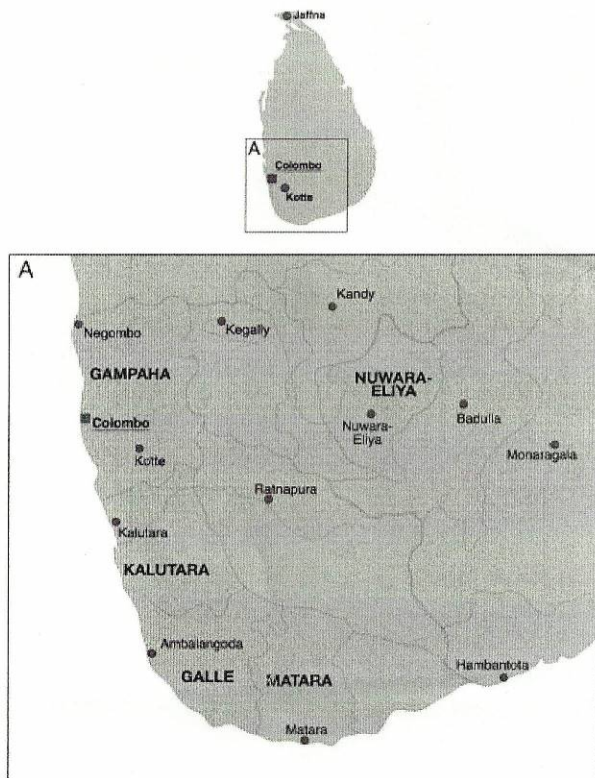 Jaffna
A
Colombo
Kotte
A
Kandy
Negombo
Kegally
GAMPAHA
NUWARA-
ELIYA
Colombo
Nuwara-
Eliya
Badulla
Kotte
Monaragala
Ratnapura
Kalutara
KALUTARA
Ambalangoda
GALLE
MATARA
Hambantota
Matara